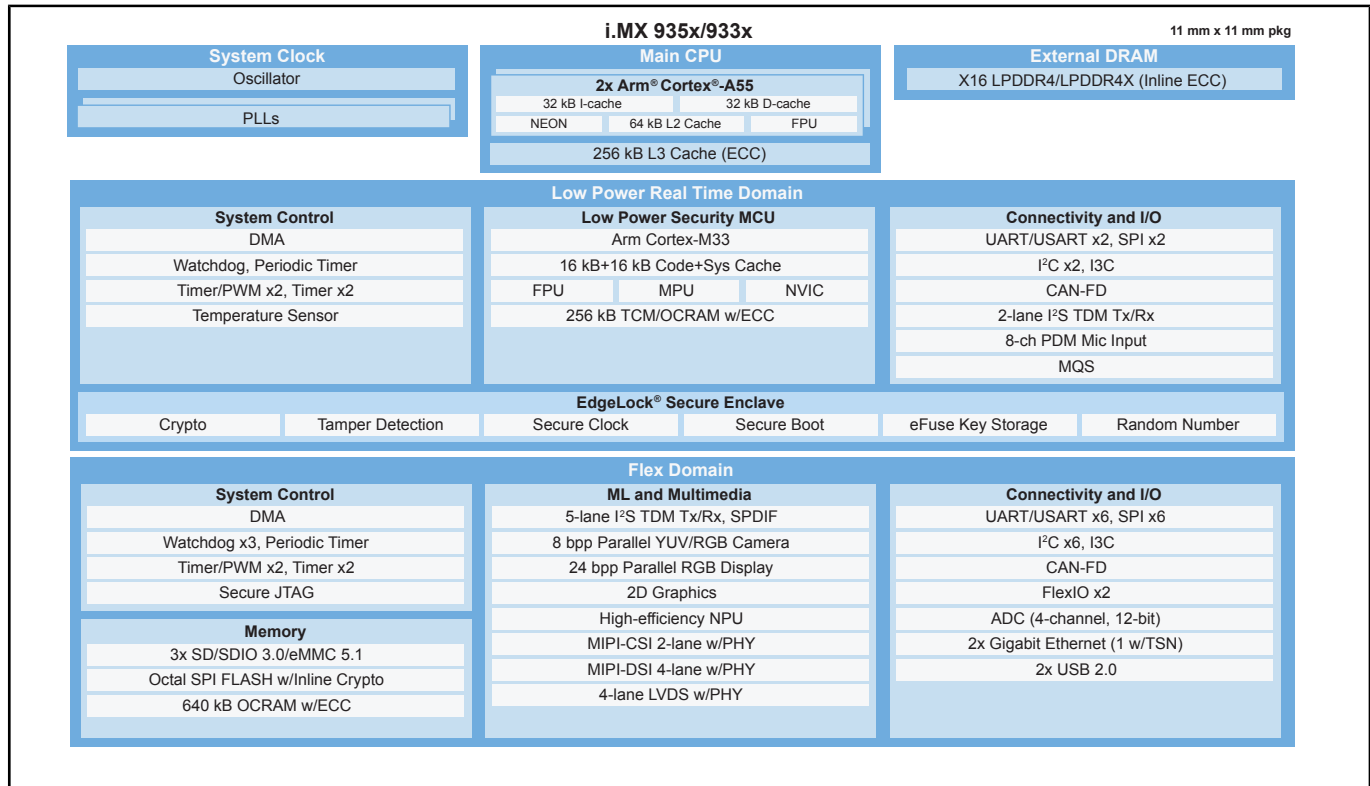 i.MX 935x/933x
11 mm x 11 mm pkg
System Clock
Oscillator
PLLs
Main CPU
2x Arm® Cortex®-A55
32 kB I-cache
32 kB D-cache
NEON
64 kB L2 Cache
FPU
256 kB L3 Cache (ECC)
External DRAM
X16 LPDDR4/LPDDR4X (Inline ECC)
Low Power Real Time Domain
System Control
DMA
Watchdog, Periodic Timer
Timer/PWM x2, Timer x2
Temperature Sensor
Low Power Security MCU
Arm Cortex-M33
16 kB+16 kB Code+Sys Cache
FPU
MPU
NVIC
256 kB TCM/OCRAM w/ECC
Connectivity and I/O
UART/USART x2, SPI x2
I²C x2, I3C
CAN-FD
2-lane I²S TDM Tx/Rx
8-ch PDM Mic Input
MQS
EdgeLock® Secure Enclave
Crypto
Tamper Detection
Secure Clock
Secure Boot
eFuse Key Storage
Random Number
Flex Domain
System Control
DMA
Watchdog x3, Periodic Timer
Timer/PWM x2, Timer x2
Secure JTAG
Memory
3x SD/SDIO 3.0/eMMC 5.1
Octal SPI FLASH w/Inline Crypto
640 kB OCRAM w/ECC
ML and Multimedia
5-lane I²S TDM Tx/Rx, SPDIF
8 bpp Parallel YUV/RGB Camera
24 bpp Parallel RGB Display
2D Graphics
High-efficiency NPU
MIPI-CSI 2-lane w/PHY
MIPI-DSI 4-lane w/PHY
4-lane LVDS w/PHY
Connectivity and I/O
UART/USART x6, SPI x6
I²C x6, I3C
CAN-FD
FlexIO x2
ADC (4-channel, 12-bit)
2x Gigabit Ethernet (1 w/TSN)
2x USB 2.0